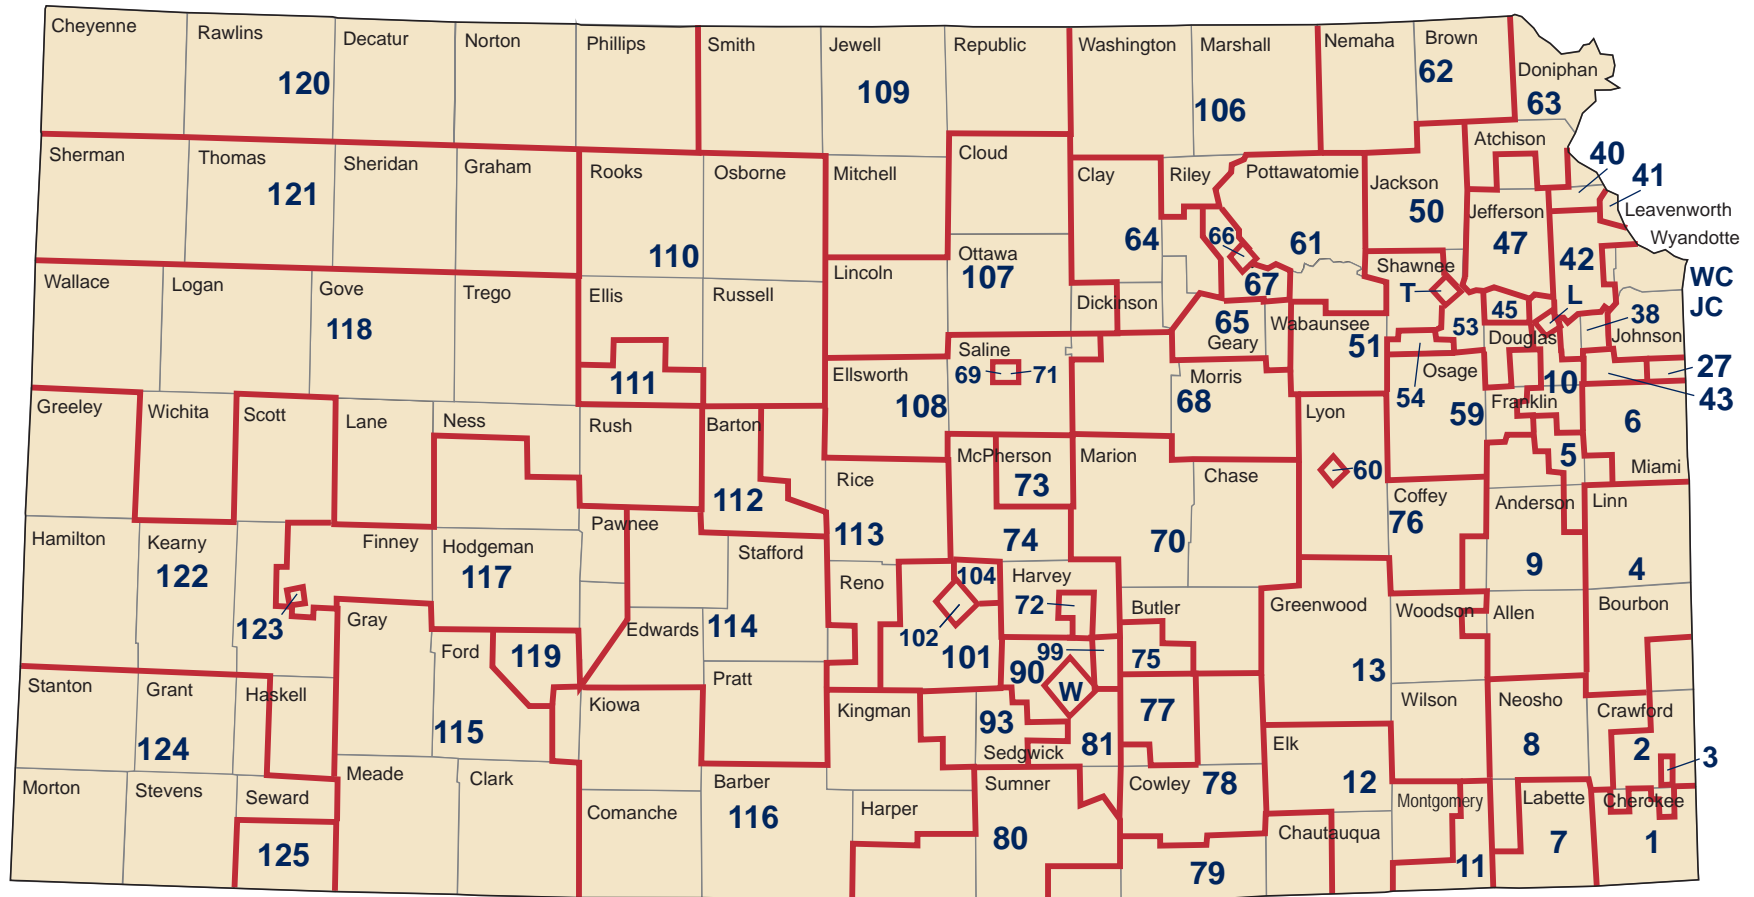 Cheyenne
Rawlins
Decatur
Norton
Phillips
Smith
Jewell
Republic
Washington
Marshall
Nemaha
Brown
Doniphan
120
109
106
62
63
Sherman
Thomas
Sheridan
Graham
Rooks
Osborne
Mitchell
Cloud
Clay
Riley
Pottawatomie
Jackson
Atchison
40
41
121
110
64
66
61
50
Jefferson
47
Leavenworth
Wyandotte
42
WC
JC
Wallace
Logan
Gove
Trego
Ellis
Russell
Lincoln
Ottawa
107
Dickinson
67
Shawnee
T
L
118
65
Geary
Wabaunsee
51
53
45
Douglas
38
Johnson
111
Ellsworth
Saline
69
71
108
Morris
68
54
Osage
59
10
Franklin
27
43
6
Greeley
Wichita
Scott
Lane
Ness
Rush
Barton
112
Rice
McPherson
73
Marion
Chase
Lyon
60
5
Miami
Hamilton
Kearny
122
Finney
Hodgeman
117
Pawnee
Stafford
113
74
70
Coffey
76
Anderson
9
Linn
4
123
Gray
Ford
119
Edwards
114
Reno
102
104
101
Harvey
72
99
90
W
Butler
75
Greenwood
13
Woodson
Allen
Bourbon
Stanton
Grant
Haskell
124
115
Kiowa
Pratt
Kingman
93
Sedgwick
81
77
Wilson
Neosho
8
Crawford
2
3
Morton
Stevens
Seward
125
Meade
Clark
Comanche
Barber
116
Harper
Sumner
80
Cowley
78
79
Elk
12
Chautauqua
Montgomery
11
Labette
7
Cherokee
1